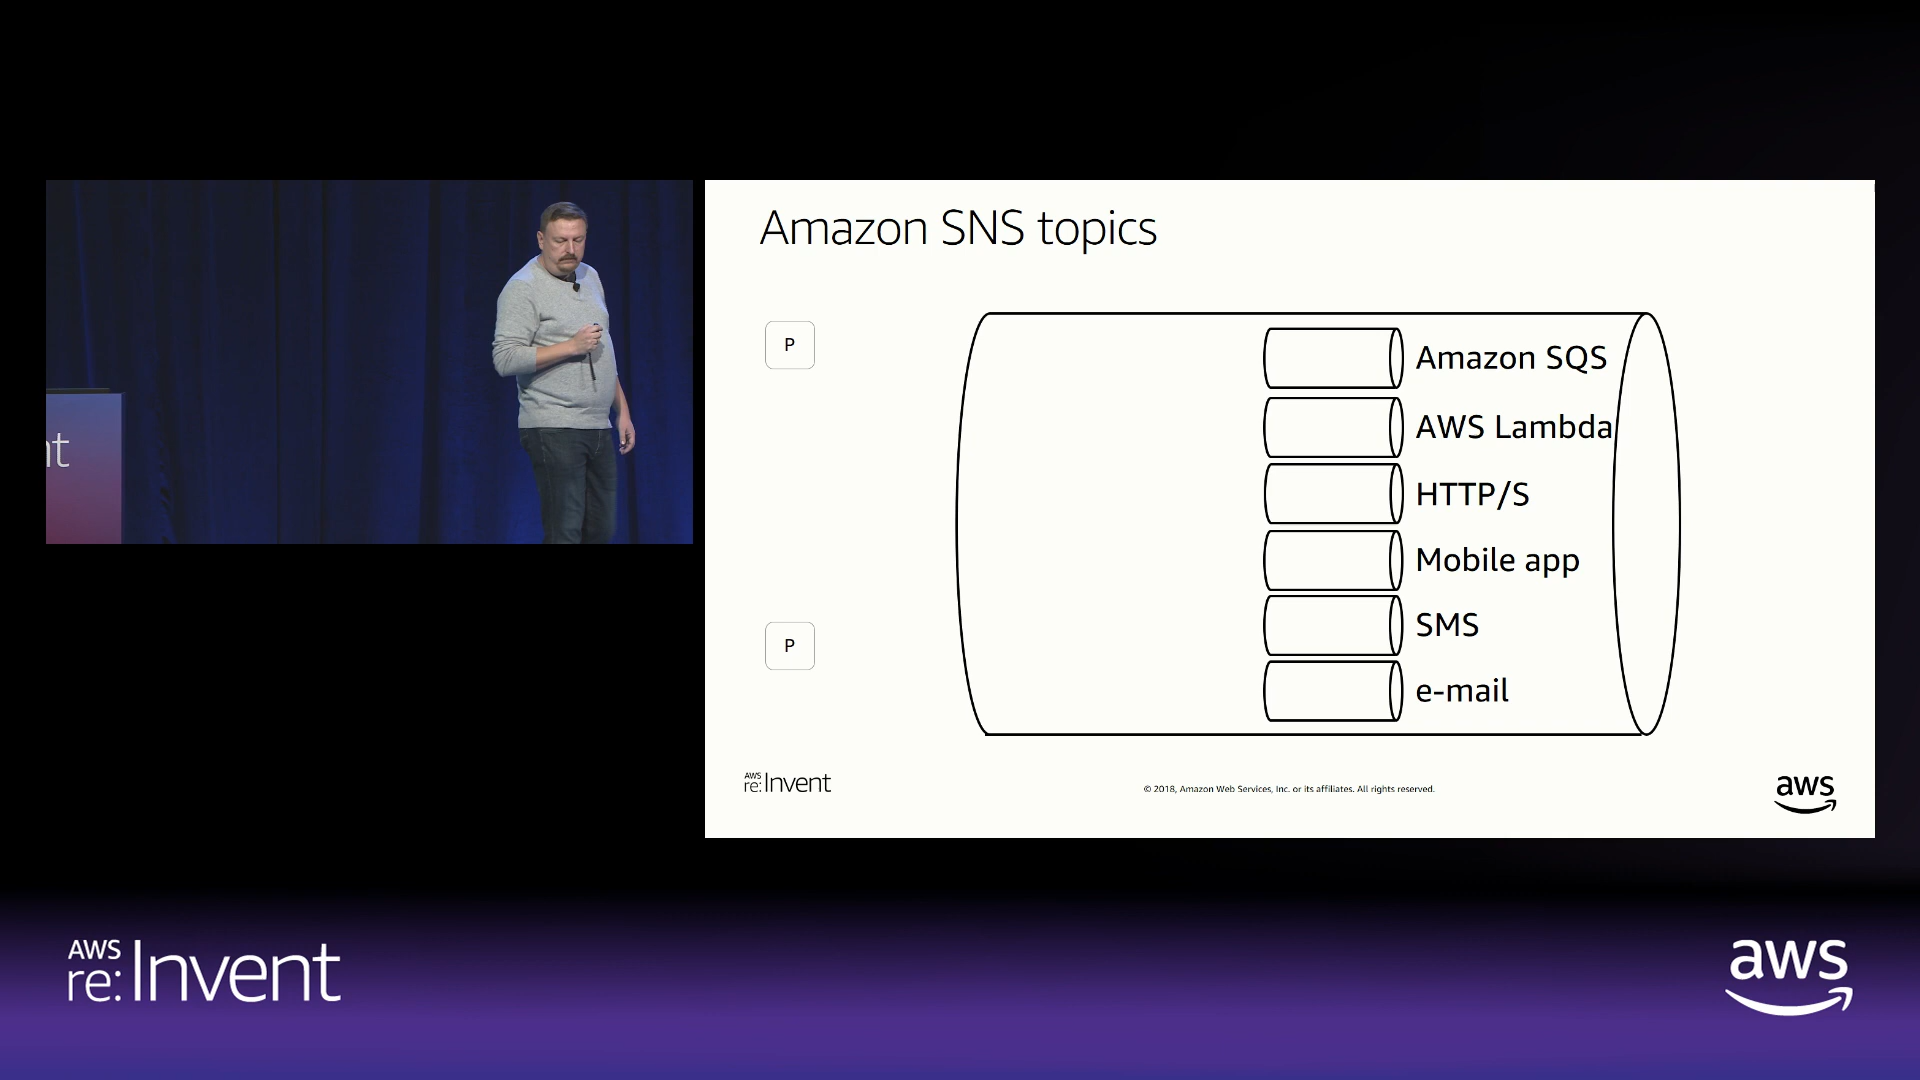 Amazon SNS topics
P
Amazon SQS
AWS Lambda
HTTP/S
Mobile app
SMS
P
e-mail
nt
AWS
re:Invent
© 2018, Amazon Web Services, Inc. or its affiliates. All rights reserved.
aws
AWS
re:Invent
aws